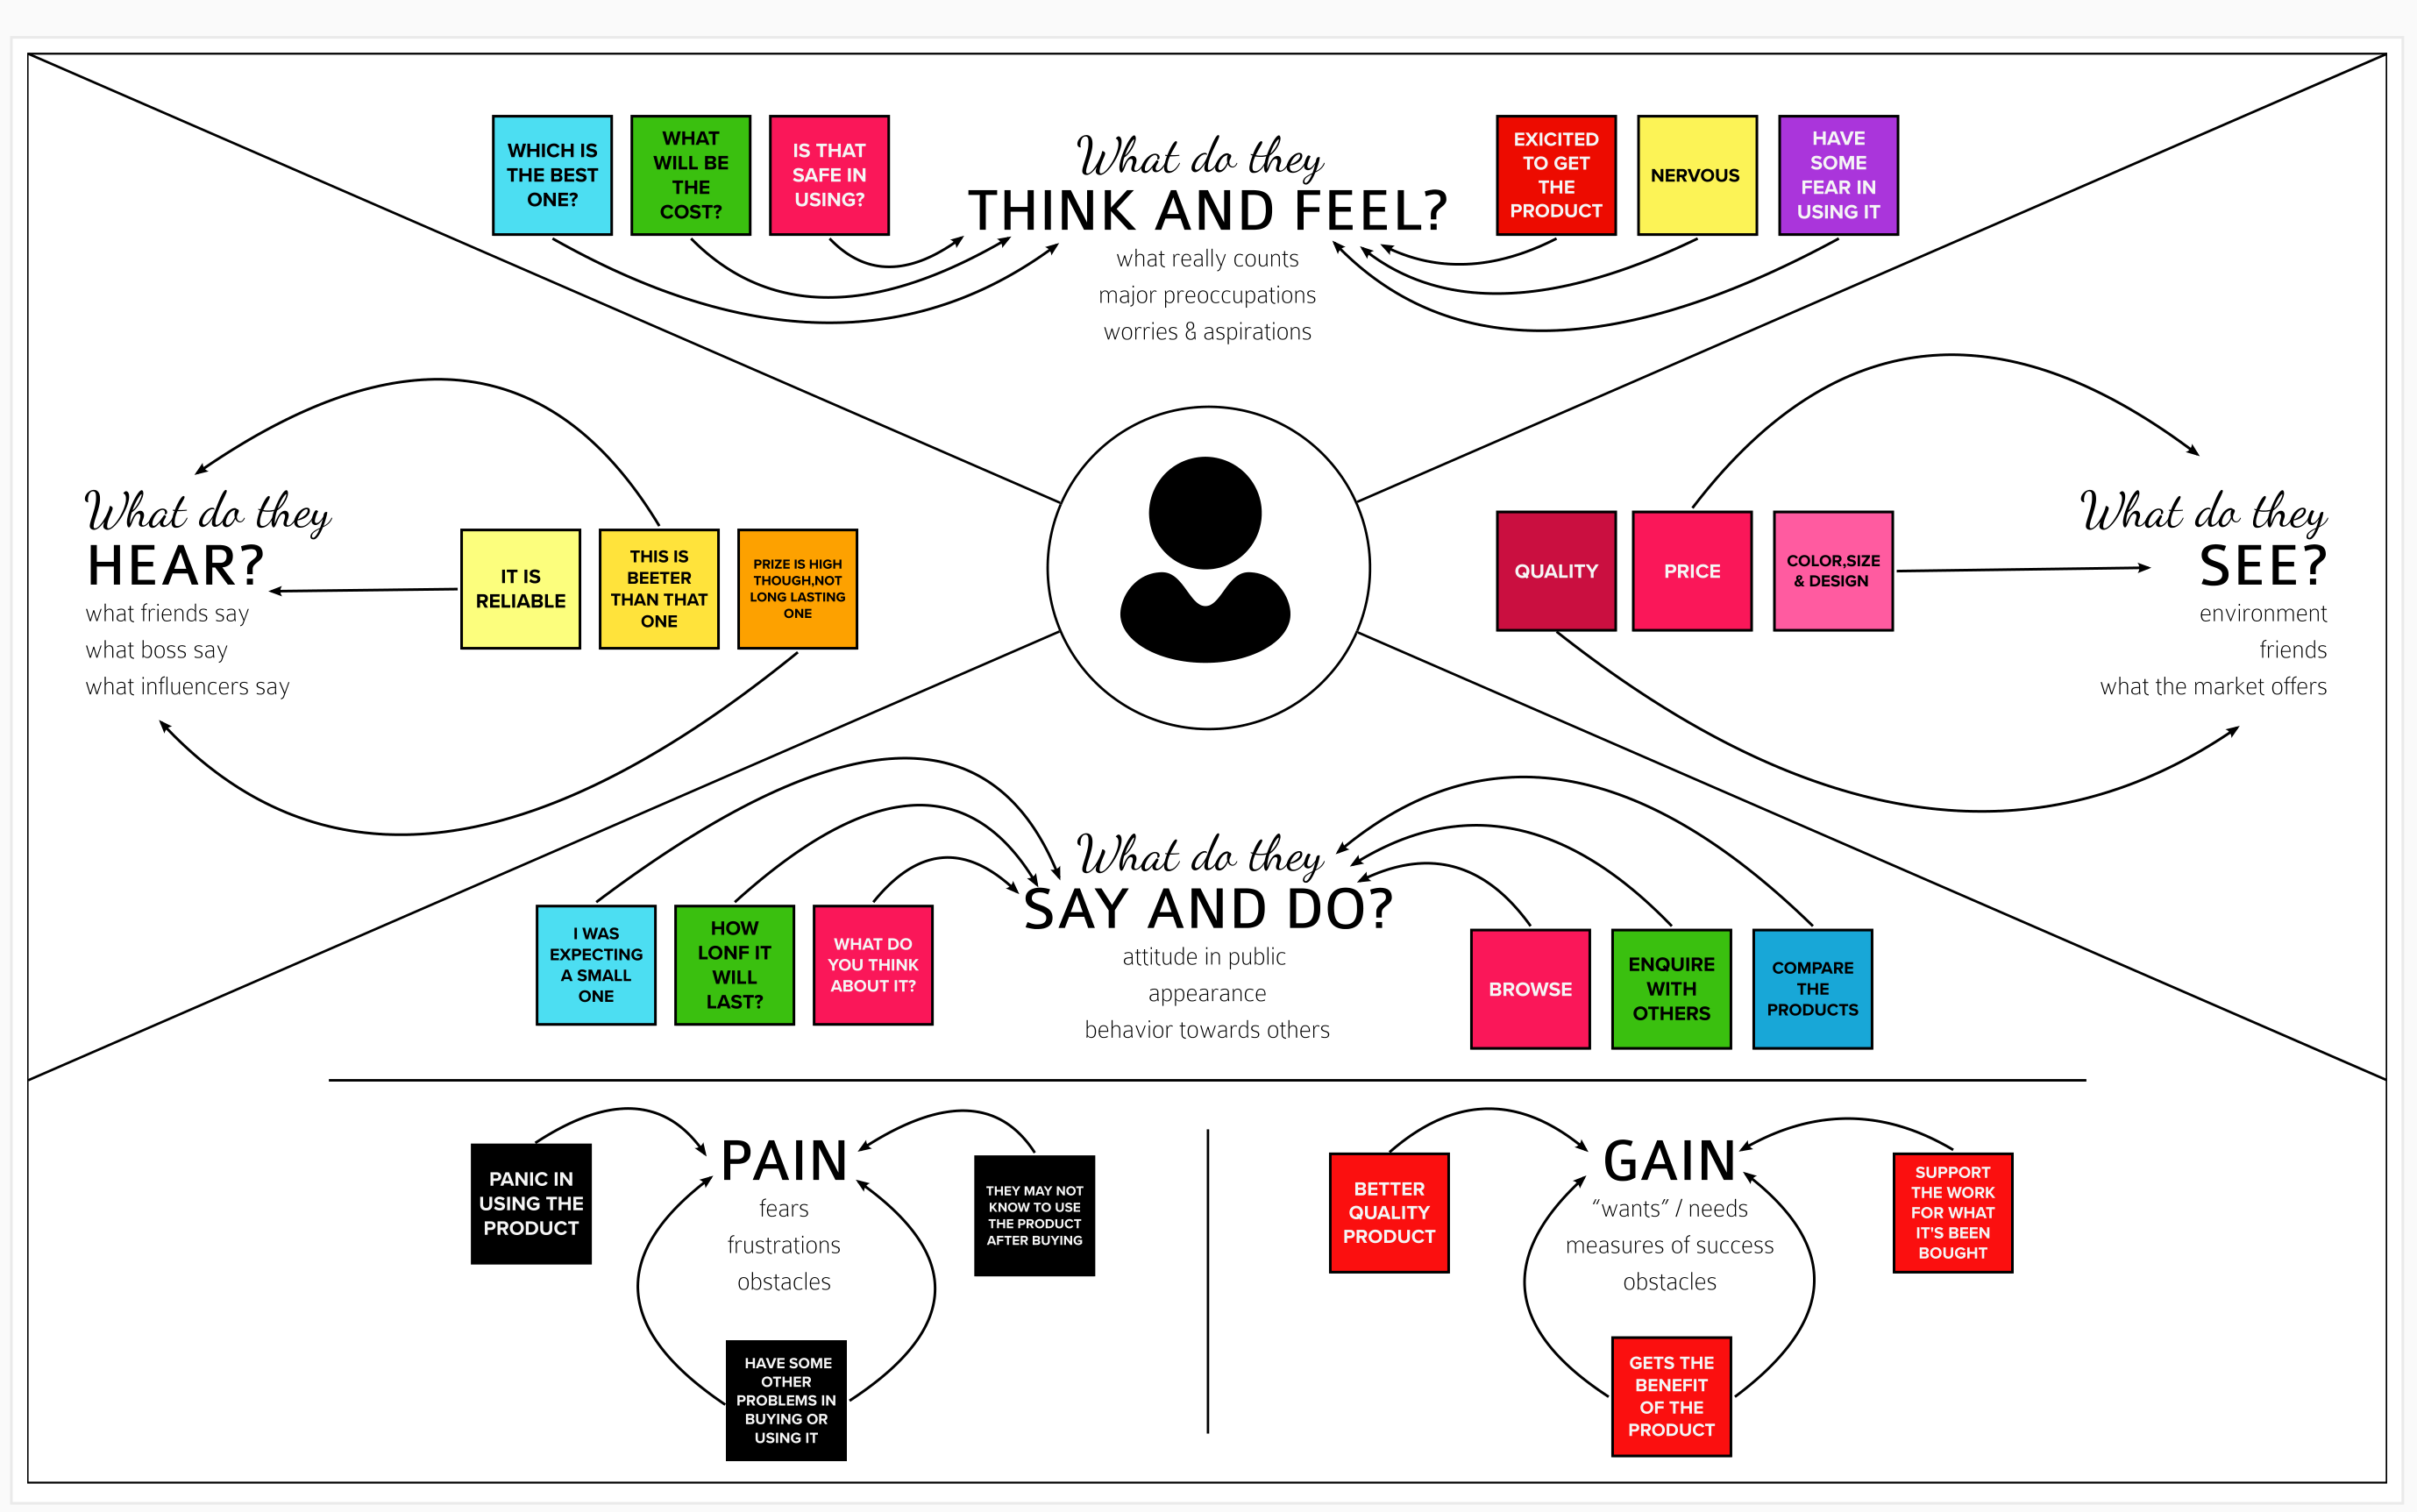 WHICH IS
THE BEST
ONE?
WHAT
WILL BE
THE
COST?
IS THAT
SAFE IN
USING?
What do they
THINK AND FEEL?
what really counts
major preoccupations
worries & aspirations
EXICITED
TO GET
THE
PRODUCT
NERVOUS
HAVE
SOME
FEAR IN
USING IT
What do they
HEAR?
what friends say
what boss say
what influencers say
IT IS
RELIABLE
THIS IS
BEETER
THAN THAT
ONE
PRIZE IS HIGH
THOUGH,NOT
LONG LASTING
ONE
QUALITY
PRICE
COLOR,SIZE
& DESIGN
What do they
SEE?
environment
friends
what the market offers
I WAS
EXPECTING
A SMALL
ONE
HOW
LONF IT
WILL
LAST?
WHAT DO
YOU THINK
ABOUT IT?
What do they
SAY AND DO?
attitude in public
appearance
behavior towards others
BROWSE
ENQUIRE
WITH
OTHERS
COMPARE
THE
PRODUCTS
PANIC IN
USING THE
PRODUCT
PAIN
fears
frustrations
obstacles
THEY MAY NOT
KNOW TO USE
THE PRODUCT
AFTER BUYING
HAVE SOME
OTHER
PROBLEMS IN
BUYING OR
USING IT
BETTER
QUALITY
PRODUCT
GAIN
“wants” / needs
measures of success
obstacles
SUPPORT
THE WORK
FOR WHAT
IT'S BEEN
BOUGHT
GETS THE
BENEFIT
OF THE
PRODUCT